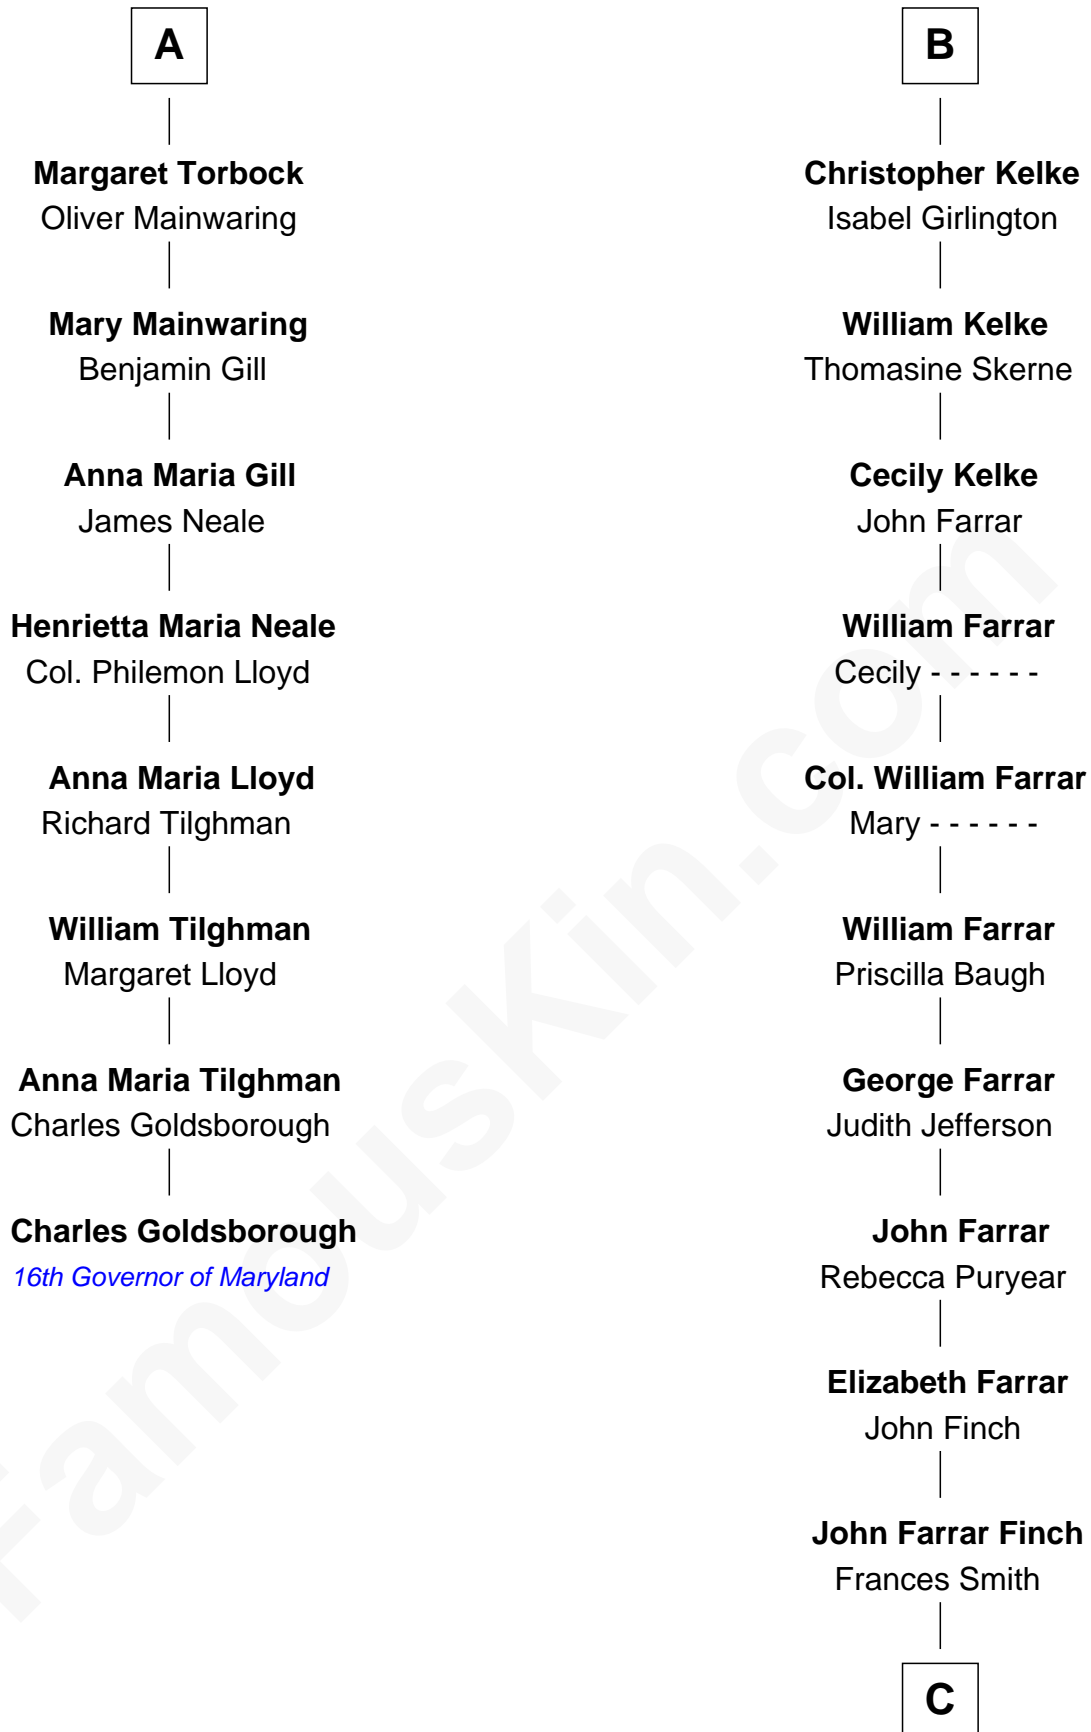 A
Margaret Torbock
Oliver Mainwaring
Mary Mainwaring
Benjamin Gill
Anna Maria Gill
James Neale
Henrietta Maria Neale
Col. Philemon Lloyd
Anna Maria Lloyd
Richard Tilghman
William Tilghman
Margaret Lloyd
Anna Maria Tilghman
Charles Goldsborough
Charles Goldsborough
16th Governor of Maryland
B
Christopher Kelke
Isabel Girlington
William Kelke
Thomasine Skerne
Cecily Kelke
John Farrar
William Farrar
Cecily - - - - - -
Col. William Farrar
Mary - - - - - -
William Farrar
Priscilla Baugh
George Farrar
Judith Jefferson
John Farrar
Rebecca Puryear
Elizabeth Farrar
John Finch
John Farrar Finch
Frances Smith
C
FamousKin.com